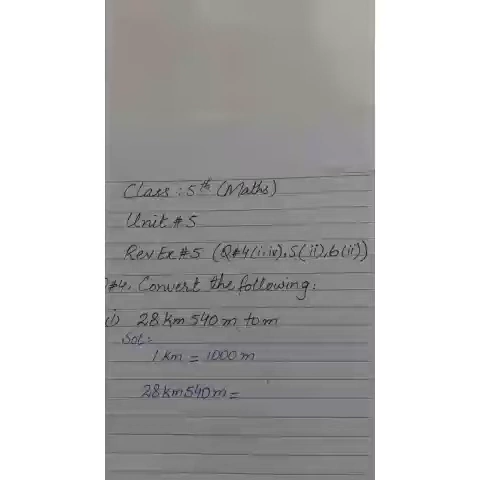 Class : 5th (Maths)
Unit # 5
Rev Ex # 5 (Q#4(i,iv), 5(ii), 6(ii))
#4. Convert the following:
(i) 28 km 540 m to m
Sol:
1 km = 1000 m
28 km 540 m =